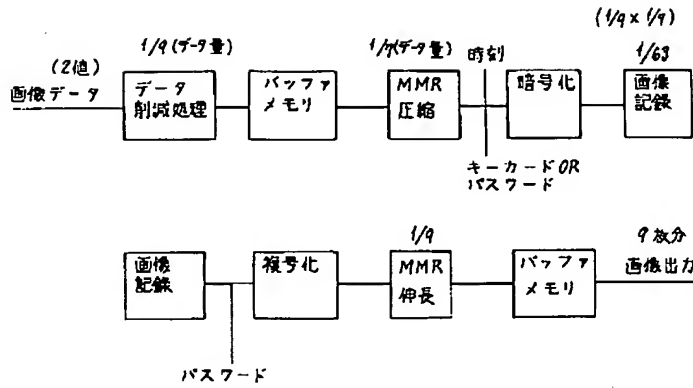 (1/9 x 1/7)
(2値)
1/9 (データ量)
1/7(データ量)
時刻
1/63
画像データ
データ
削減処理
バッファ
メモリ
MMR
圧縮
暗号化
画像
記録
キーカードOR
パスワード
画像
記録
複号化
1/9
MMR
伸長
バッファ
メモリ
9枚分
画像出力
パスワード